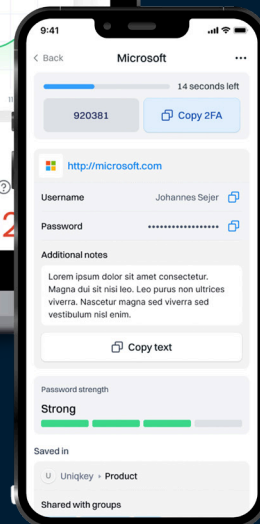 9:41
Back
Microsoft
14 seconds left
920381
Copy 2FA
http://microsoft.com
Username
Johannes Sejer
Password
••••••••••••••••••
Additional notes
Lorem ipsum dolor sit amet consectetur.
Magna dui sit nisi leo. Leo purus non ultrices
viverra. Nascetur magna sed viverra sed
vestibulum nisl enim.
Copy text
Password strength
Strong
Saved in
U Uniqkey • Product
Shared with groups
11
2